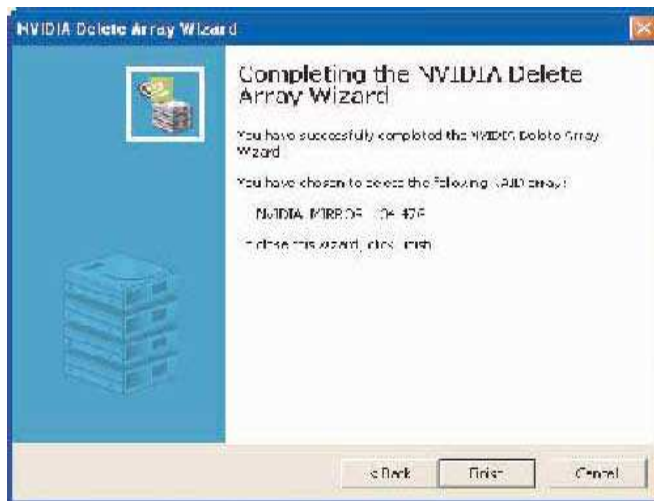 NVIDIA Delete Array Wizard
Completing the NVIDIA Delete
Array Wizard
You have successfully completed the NVIDIA Delete Array
Wizard
You have chosen to delete the following RAID array:
NVIDIA MIRROR
To close this wizard, click Finish
< Back
Finish
Cancel